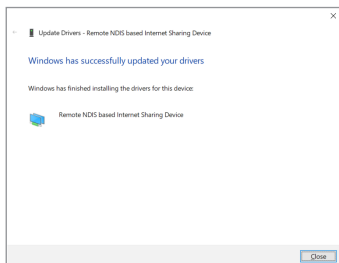 Update Drivers - Remote NDIS based Internet Sharing Device
Windows has successfully updated your drivers
Windows has finished installing the drivers for this device:
Remote NDIS based Internet Sharing Device
Close